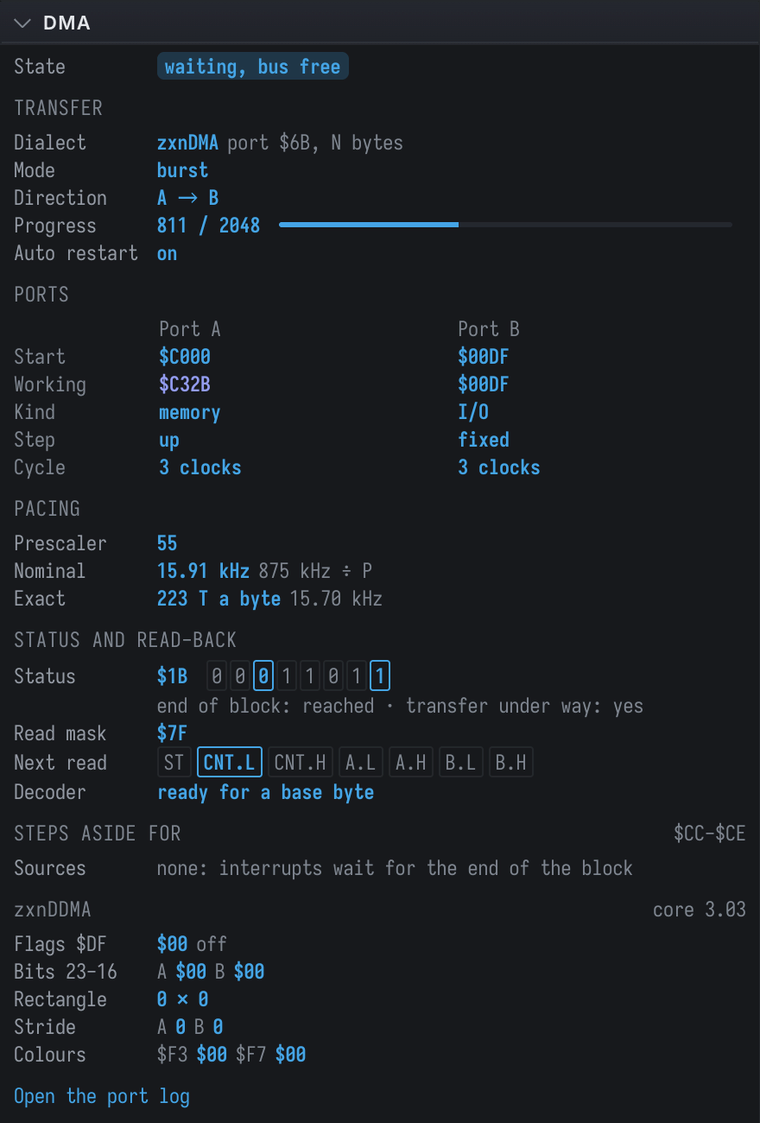 DMA
State waiting, bus free
TRANSFER
Dialect zxnDMA port $6B, N bytes
Mode burst
Direction A → B
Progress 811 / 2048
Auto restart on
PORTS
Port A Port B
Start $C000 $00DF
Working $C32B $00DF
Kind memory I/O
Step up fixed
Cycle 3 clocks 3 clocks
PACING
Prescaler 55
Nominal 15.91 kHz 875 kHz ÷ P
Exact 223 T a byte 15.70 kHz
STATUS AND READ-BACK
Status $1B 0 0 0 1 1 0 1 1
end of block: reached · transfer under way: yes
Read mask $7F
Next read ST CNT.L CNT.H A.L A.H B.L B.H
Decoder ready for a base byte
STEPS ASIDE FOR $CC-$CE
Sources none: interrupts wait for the end of the block
zxnDDMA core 3.03
Flags $DF $00 off
Bits 23-16 A $00 B $00
Rectangle 0 × 0
Stride A 0 B 0
Colours $F3 $00 $F7 $00
Open the port log